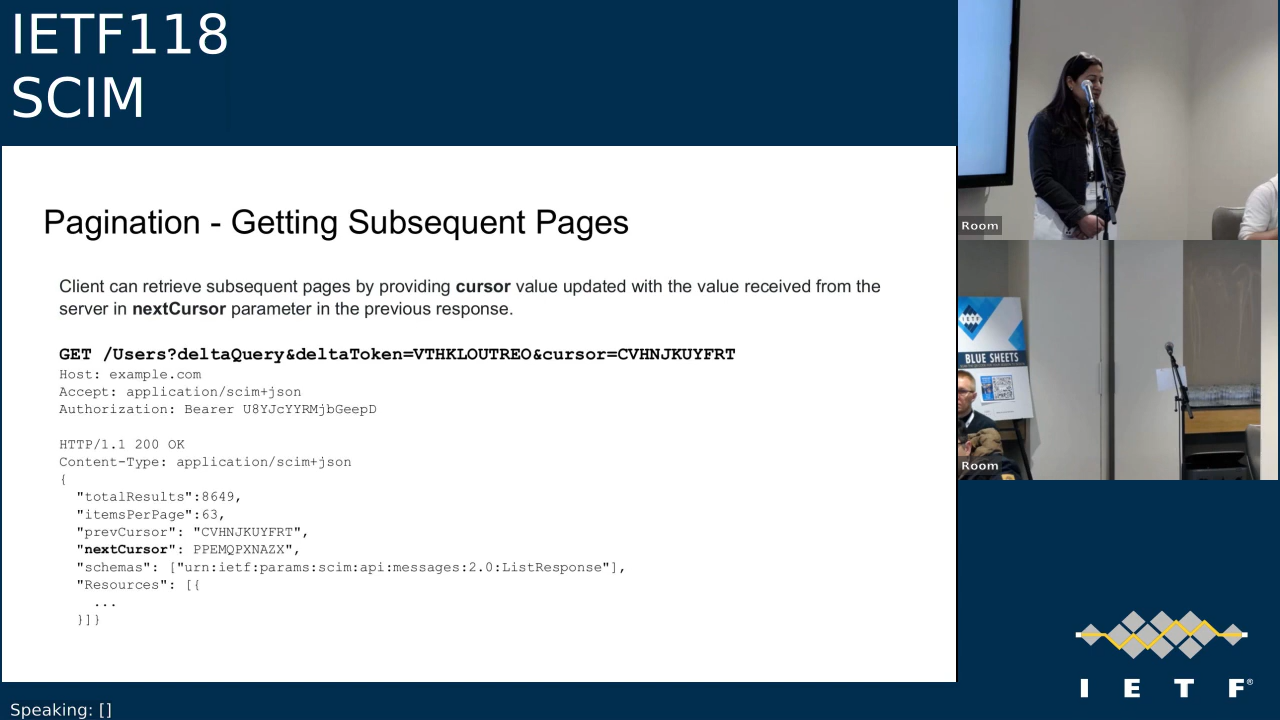 IETF118
SCIM
Pagination - Getting Subsequent Pages
Client can retrieve subsequent pages by providing cursor value updated with the value received from the
server in nextCursor parameter in the previous response.
GET /Users?deltaQuery&deltaToken=VTHKLOUTREO&cursor=CVHNJKUYFRT
Host: example.com
Accept: application/scim+json
Authorization: Bearer U8YJcYYRMjbGeepD
HTTP/1.1 200 OK
Content-Type: application/scim+json
{
"totalResults":8649,
"itemsPerPage":63,
"prevCursor": "CVHNJKUYFRT",
"nextCursor": PPEMQPXNAZX",
"schemas": ["urn:ietf:params:scim:api:messages:2.0:ListResponse"],
"Resources": [{
...
}]}
Room
BLUE SHEETS
Room
I E T F®
Speaking: []